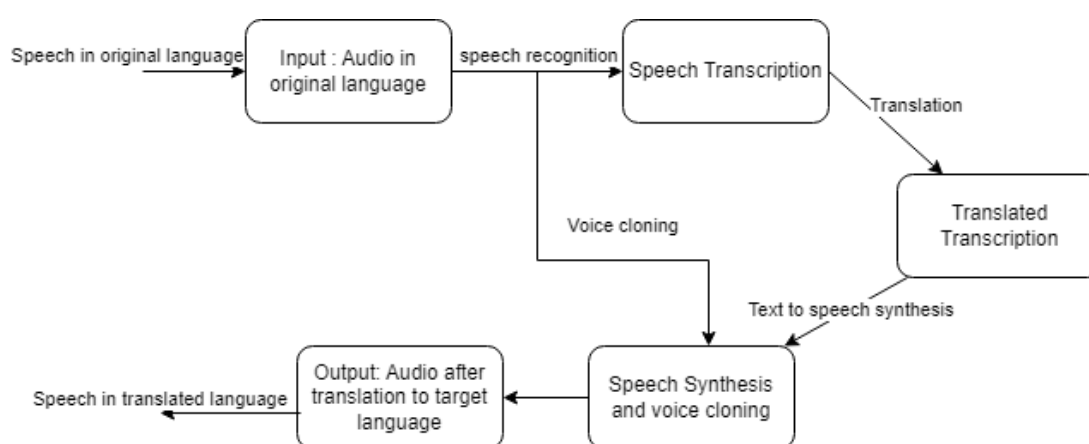 Speech in original language
Input : Audio in
original language
speech recognition
Speech Transcription
Translation
Translated
Transcription
Voice cloning
Text to speech synthesis
Speech Synthesis
and voice cloning
Output: Audio after
translation to target
language
Speech in translated language